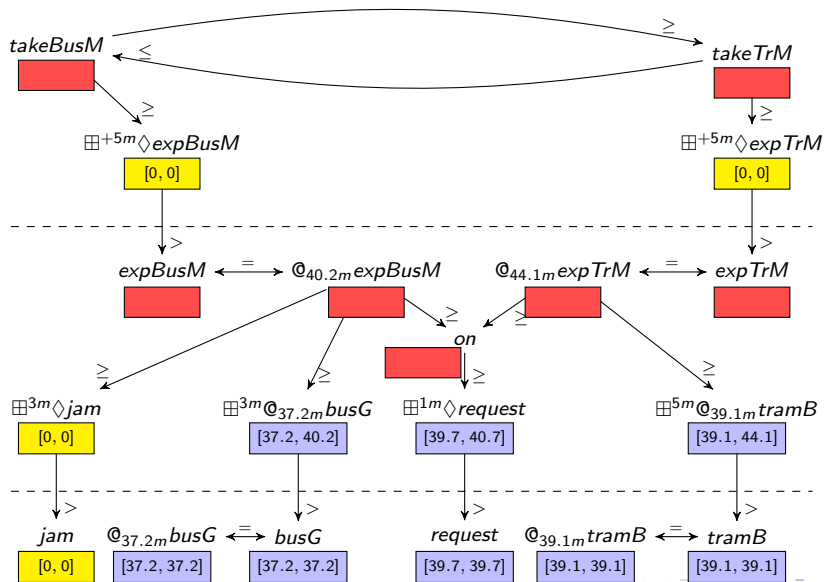 takeBusM ≥
≤ takeTrM
≥ ≥
⊞⁺⁵ᵐ◊expBusM ⊞⁺⁵ᵐ◊expTrM
[0, 0] [0, 0]
> >
expBusM = @₄₀.₂ₘexpBusM @₄₄.₁ₘexpTrM = expTrM
≥ ≥
on
≥ ≥ ≥ ≥
⊞³ᵐ◊jam ⊞³ᵐ@₃₇.₂ₘbusG ⊞¹ᵐ◊request ⊞⁵ᵐ@₃₉.₁ₘtramB
[0, 0] [37.2, 40.2] [39.7, 40.7] [39.1, 44.1]
> > > >
jam @₃₇.₂ₘbusG = busG request @₃₉.₁ₘtramB = tramB
[0, 0] [37.2, 37.2] [37.2, 37.2] [39.7, 39.7] [39.1, 39.1] [39.1, 39.1]